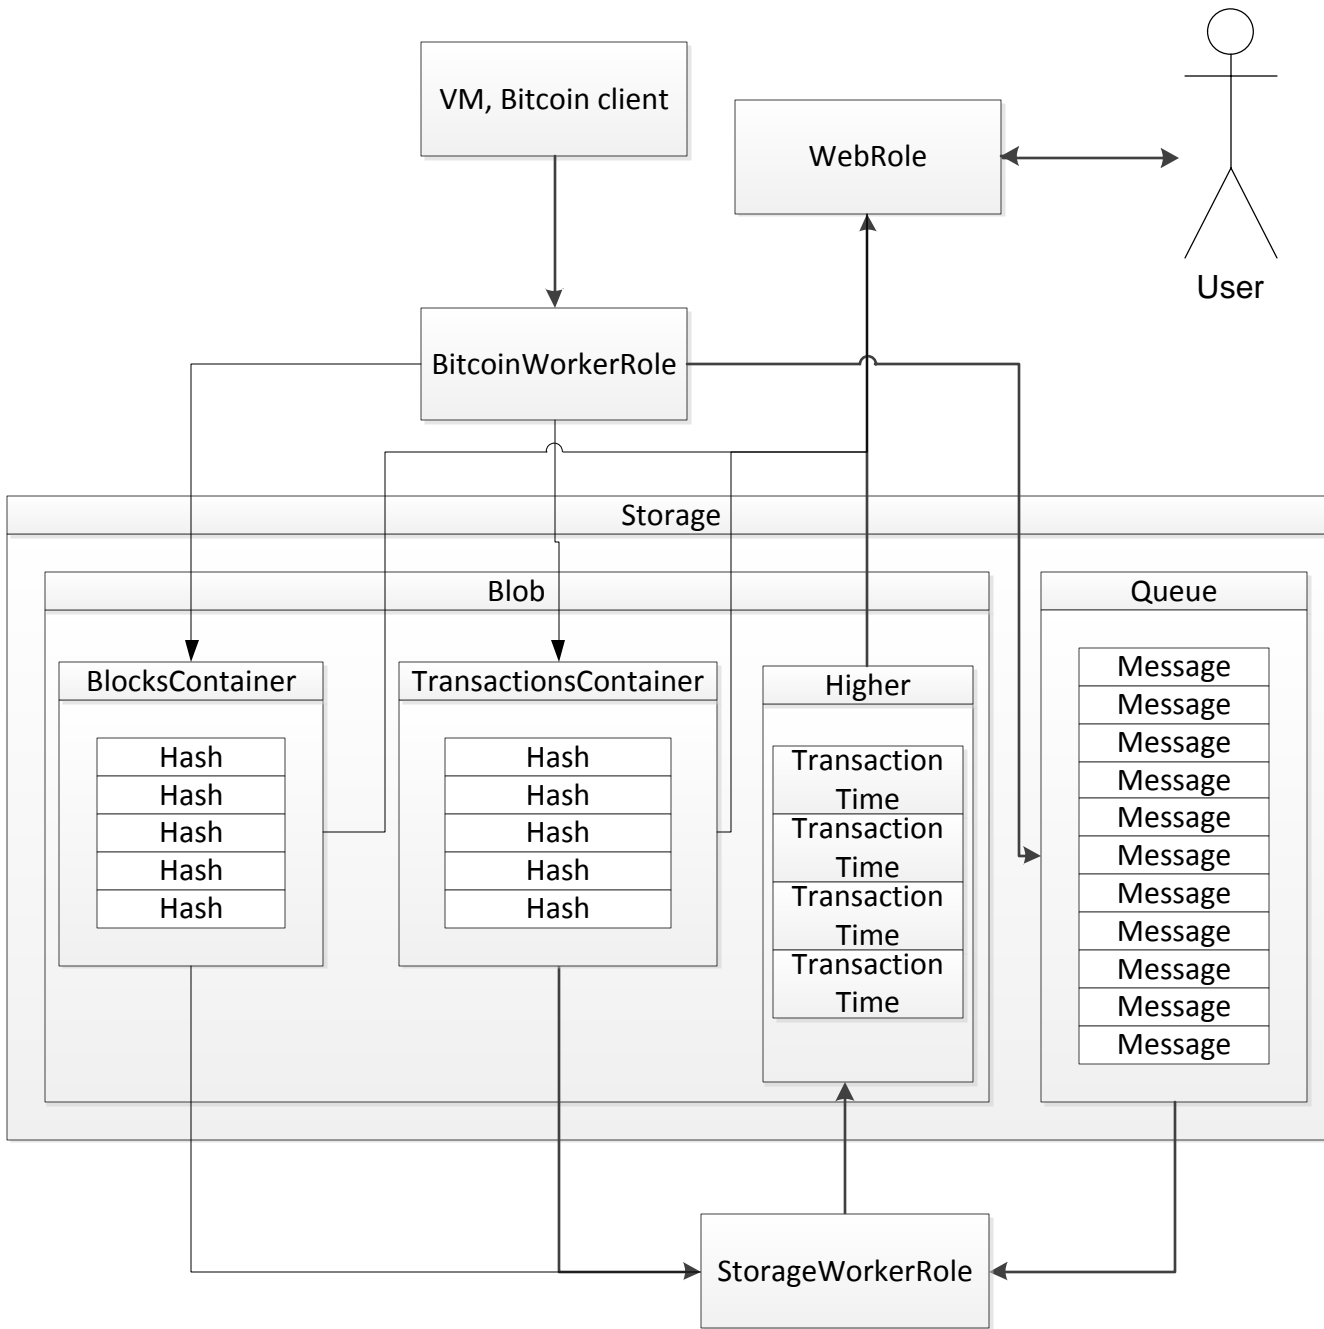 VM, Bitcoin client
WebRole
User
BitcoinWorkerRole
Storage
Blob
Queue
BlocksContainer
Hash
Hash
Hash
Hash
Hash
TransactionsContainer
Hash
Hash
Hash
Hash
Hash
Higher
Transaction
Time
Transaction
Time
Transaction
Time
Transaction
Time
Message
Message
Message
Message
Message
Message
Message
Message
Message
Message
Message
StorageWorkerRole